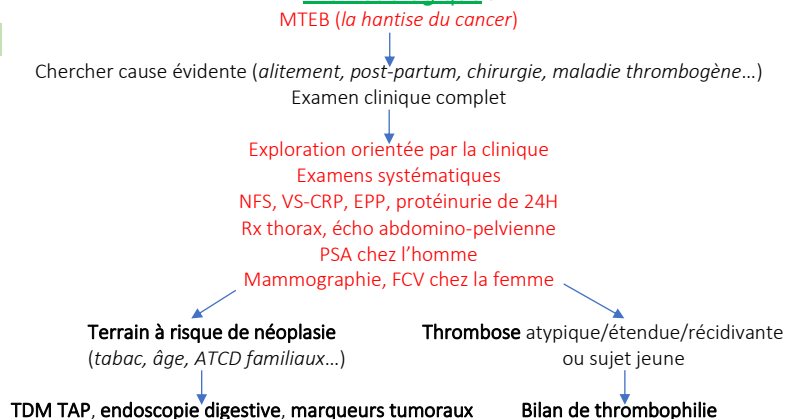 MTEB (la hantise du cancer)
Chercher cause évidente (alitement, post-partum, chirurgie, maladie thrombogène…)
Examen clinique complet
Exploration orientée par la clinique
Examens systématiques
NFS, VS-CRP, EPP, protéinurie de 24H
Rx thorax, écho abdomino-pelvienne
PSA chez l’homme
Mammographie, FCV chez la femme
Terrain à risque de néoplasie
(tabac, âge, ATCD familiaux…)
Thrombose atypique/étendue/récidivante
ou sujet jeune
TDM TAP, endoscopie digestive, marqueurs tumoraux
Bilan de thrombophilie